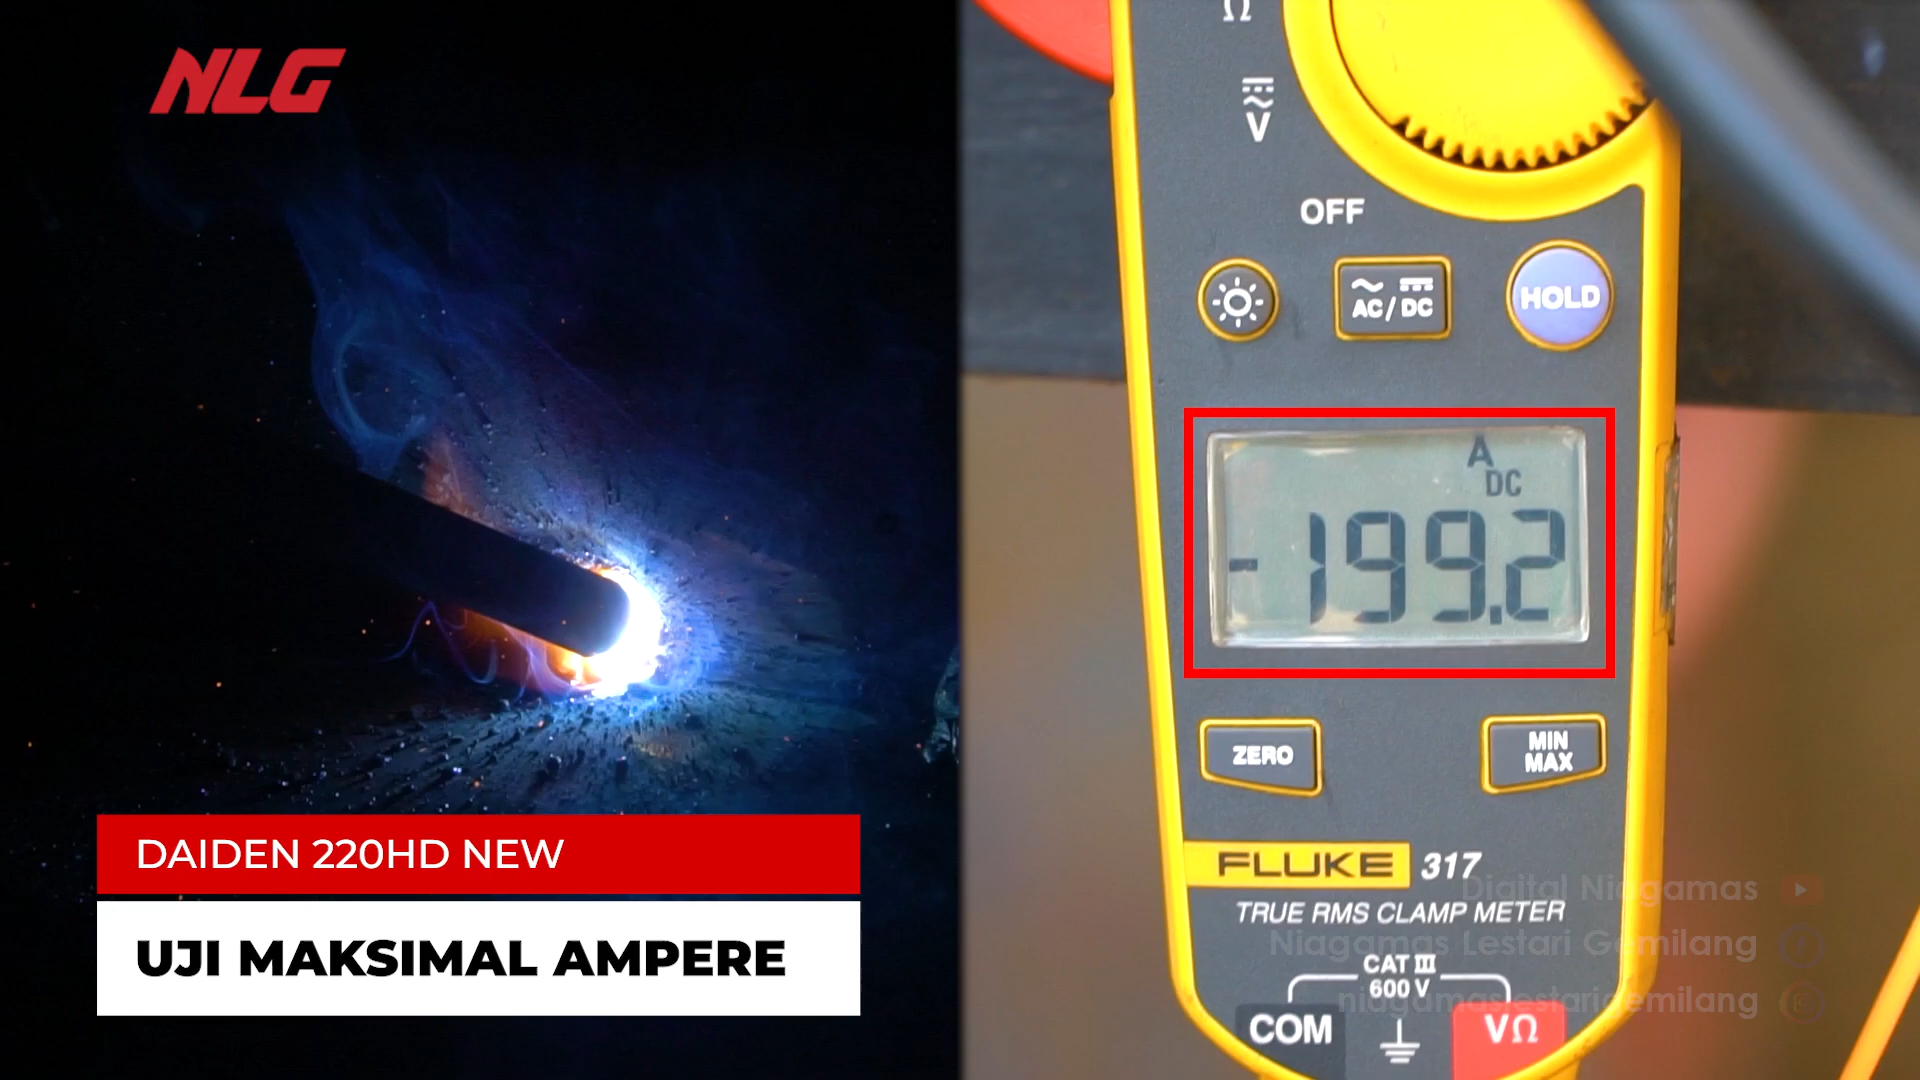 NLG
DAIDEN 220HD NEW
UJI MAKSIMAL AMPERE
Ω
V
OFF
AC/DC
HOLD
A
DC
-199.2
ZERO
MIN
MAX
FLUKE 317
TRUE RMS CLAMP METER
CAT III
600 V
COM
VΩ
Digital Niagamas
Niagamas Lestari Gemilang
niagamaslestarigemilang